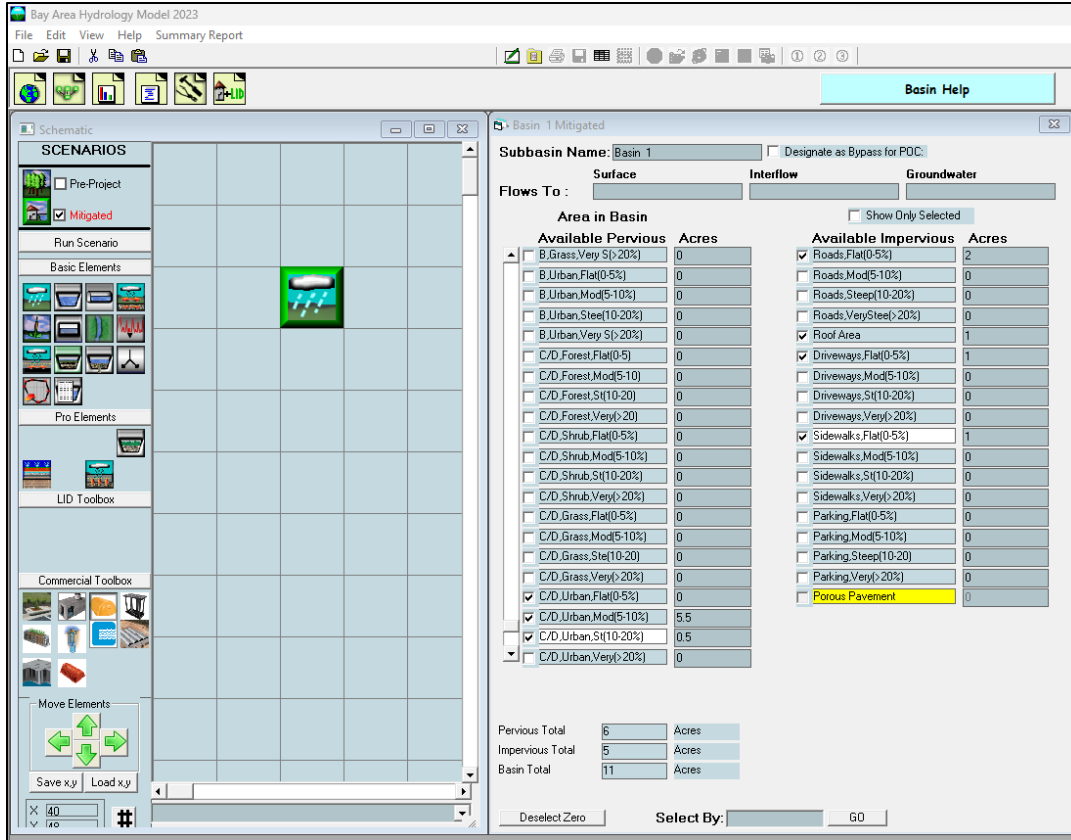 Bay Area Hydrology Model 2023
File Edit View Help Summary Report
① ② ③
+LID
Basin Help
Schematic
SCENARIOS
Pre-Project
Mitigated
Run Scenario
Basic Elements
Pro Elements
LID Toolbox
Commercial Toolbox
Move Elements
Save x,y Load x,y
X 40
Y 48
#
Basin 1 Mitigated
Subbasin Name: Basin 1 Designate as Bypass for POC:
Surface Interflow Groundwater
Flows To :
Area in Basin Show Only Selected
Available Pervious Acres Available Impervious Acres
B,Grass,Very S(>20%) 0 Roads,Flat(0-5%) 2
B,Urban,Flat(0-5%) 0 Roads,Mod(5-10%) 0
B,Urban,Mod(5-10%) 0 Roads,Steep(10-20%) 0
B,Urban,Stee(10-20%) 0 Roads,VeryStee(>20%) 0
B,Urban,Very S(>20%) 0 Roof Area 1
C/D,Forest,Flat(0-5) 0 Driveways,Flat(0-5%) 1
C/D,Forest,Mod(5-10) 0 Driveways,Mod(5-10%) 0
C/D,Forest,St(10-20) 0 Driveways,St(10-20%) 0
C/D,Forest,Very(>20) 0 Driveways,Very(>20%) 0
C/D,Shrub,Flat(0-5%) 0 Sidewalks,Flat(0-5%) 1
C/D,Shrub,Mod(5-10%) 0 Sidewalks,Mod(5-10%) 0
C/D,Shrub,St(10-20%) 0 Sidewalks,St(10-20%) 0
C/D,Shrub,Very(>20%) 0 Sidewalks,Very(>20%) 0
C/D,Grass,Flat(0-5%) 0 Parking,Flat(0-5%) 0
C/D,Grass,Mod(5-10%) 0 Parking,Mod(5-10%) 0
C/D,Grass,Ste(10-20) 0 Parking,Steep(10-20) 0
C/D,Grass,Very(>20%) 0 Parking,Very(>20%) 0
C/D,Urban,Flat(0-5%) 0 Porous Pavement 0
C/D,Urban,Mod(5-10%) 5.5
C/D,Urban,St(10-20%) 0.5
C/D,Urban,Very(>20%) 0
Pervious Total 6 Acres
Impervious Total 5 Acres
Basin Total 11 Acres
Deselect Zero Select By: GO